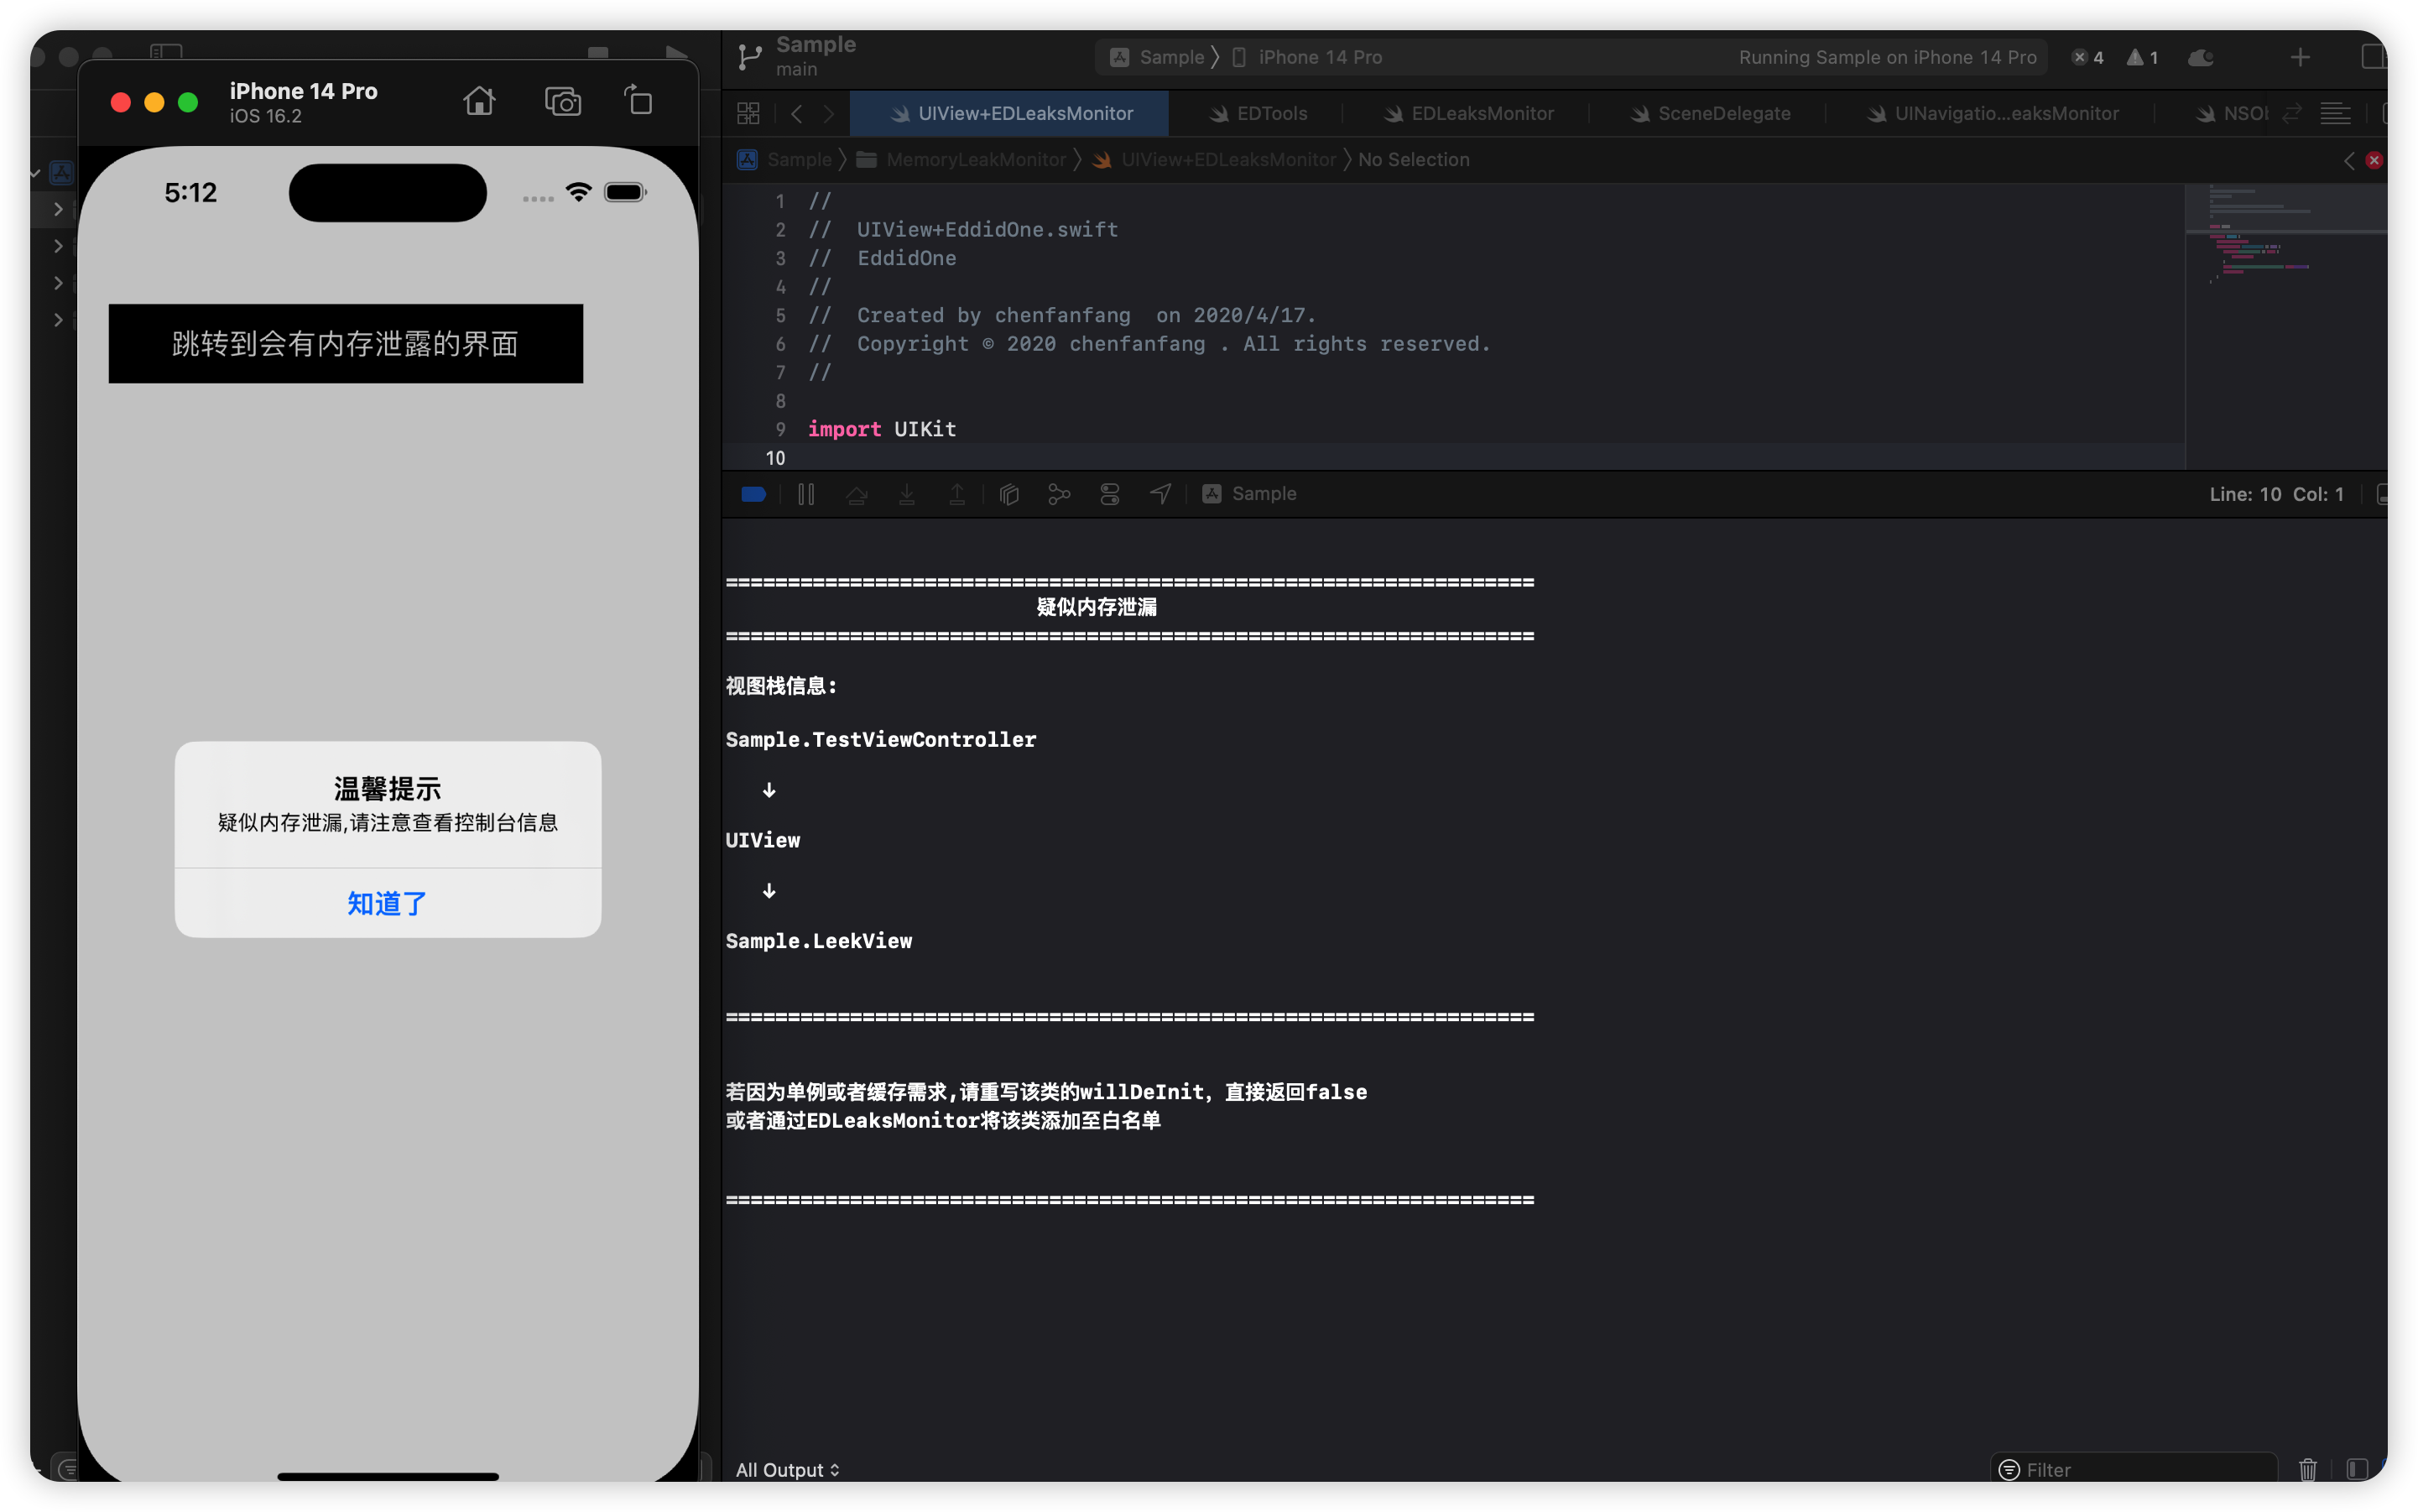 iPhone 14 Pro
iOS 16.2
5:12
跳转到会有内存泄露的界面
温馨提示
疑似内存泄漏,请注意查看控制台信息
知道了
Sample
main
Sample
iPhone 14 Pro
Running Sample on iPhone 14 Pro
4
1
UIView+EDLeaksMonitor
EDTools
EDLeaksMonitor
SceneDelegate
UINavigatio...eaksMonitor
Sample
MemoryLeakMonitor
UIView+EDLeaksMonitor
No Selection
1 //
2 // UIView+EddidOne.swift
3 // EddidOne
4 //
5 // Created by chenfanfang  on 2020/4/17.
6 // Copyright © 2020 chenfanfang . All rights reserved.
7 //
8
9 import UIKit
10
Sample
Line: 10 Col: 1
=================================================================
疑似内存泄漏
=================================================================
视图栈信息:
Sample.TestViewController
↓
UIView
↓
Sample.LeekView
=================================================================
若因为单例或者缓存需求,请重写该类的willDeInit, 直接返回false
或者通过EDLeaksMonitor将该类添加至白名单
=================================================================
All Output
Filter